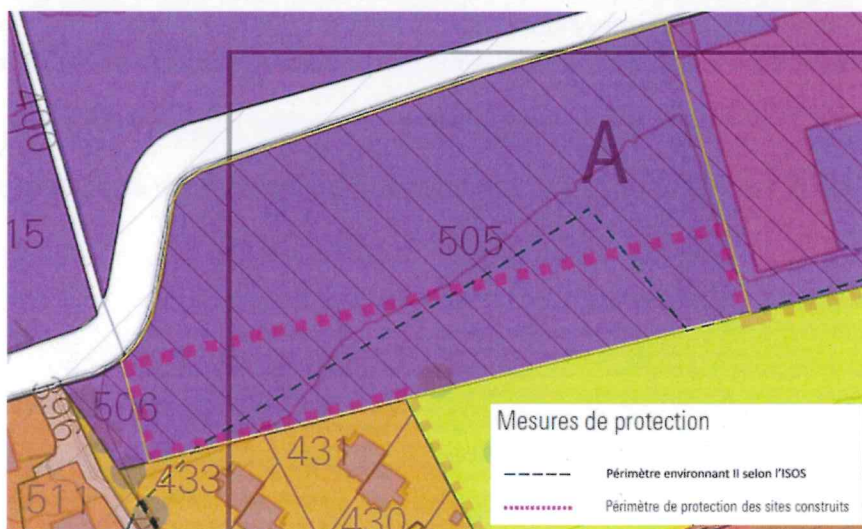 400
15
A
505
506
396
511
433
431
430
Mesures de protection
Périmètre environnant II selon l'ISOS
Périmètre de protection des sites construits